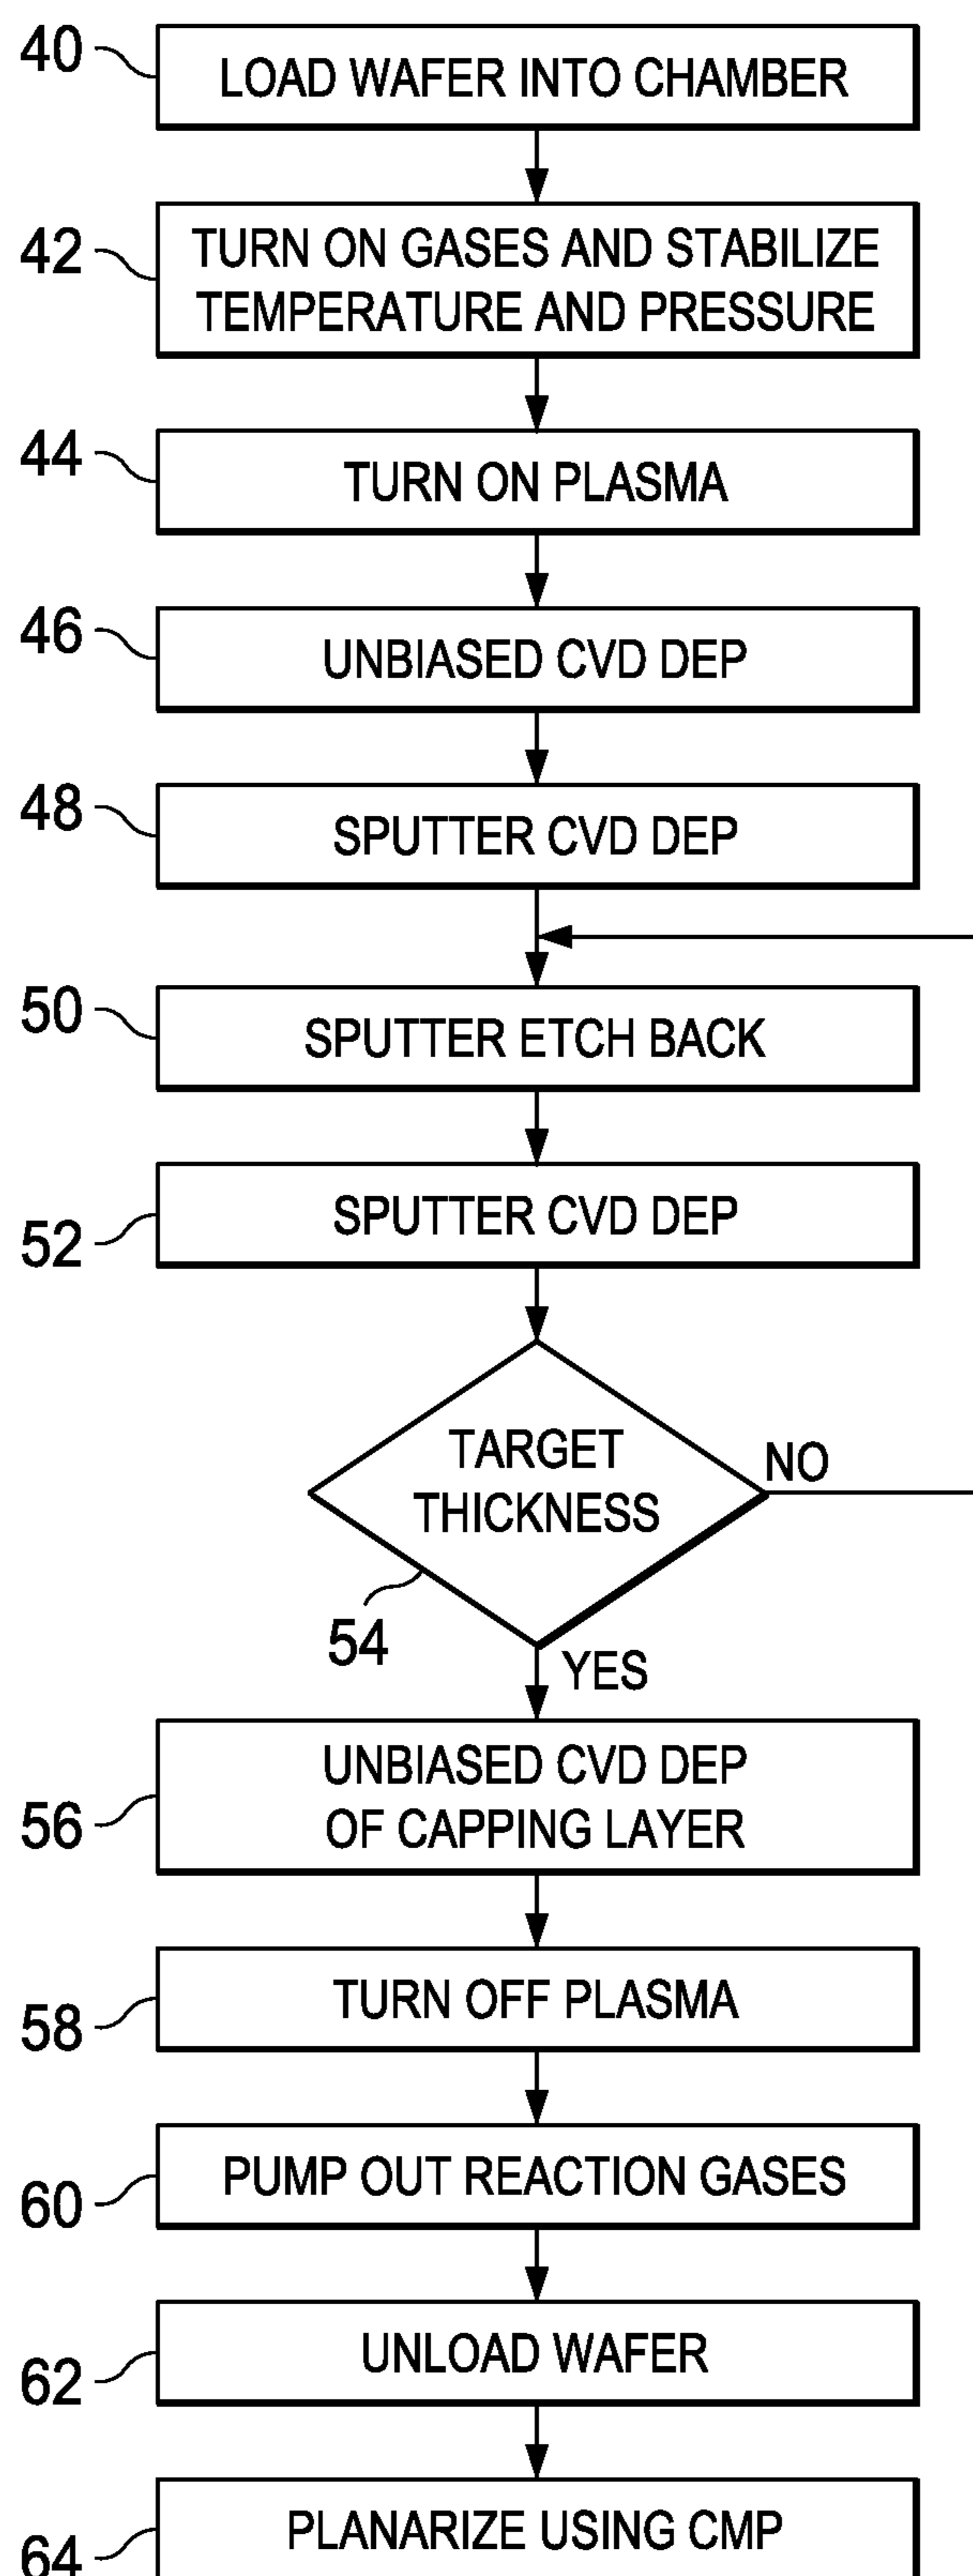 40
LOAD WAFER INTO CHAMBER
42
TURN ON GASES AND STABILIZE
TEMPERATURE AND PRESSURE
44
TURN ON PLASMA
46
UNBIASED CVD DEP
48
SPUTTER CVD DEP
50
SPUTTER ETCH BACK
52
SPUTTER CVD DEP
TARGET
THICKNESS
NO
54
YES
56
UNBIASED CVD DEP
OF CAPPING LAYER
58
TURN OFF PLASMA
60
PUMP OUT REACTION GASES
62
UNLOAD WAFER
64
PLANARIZE USING CMP